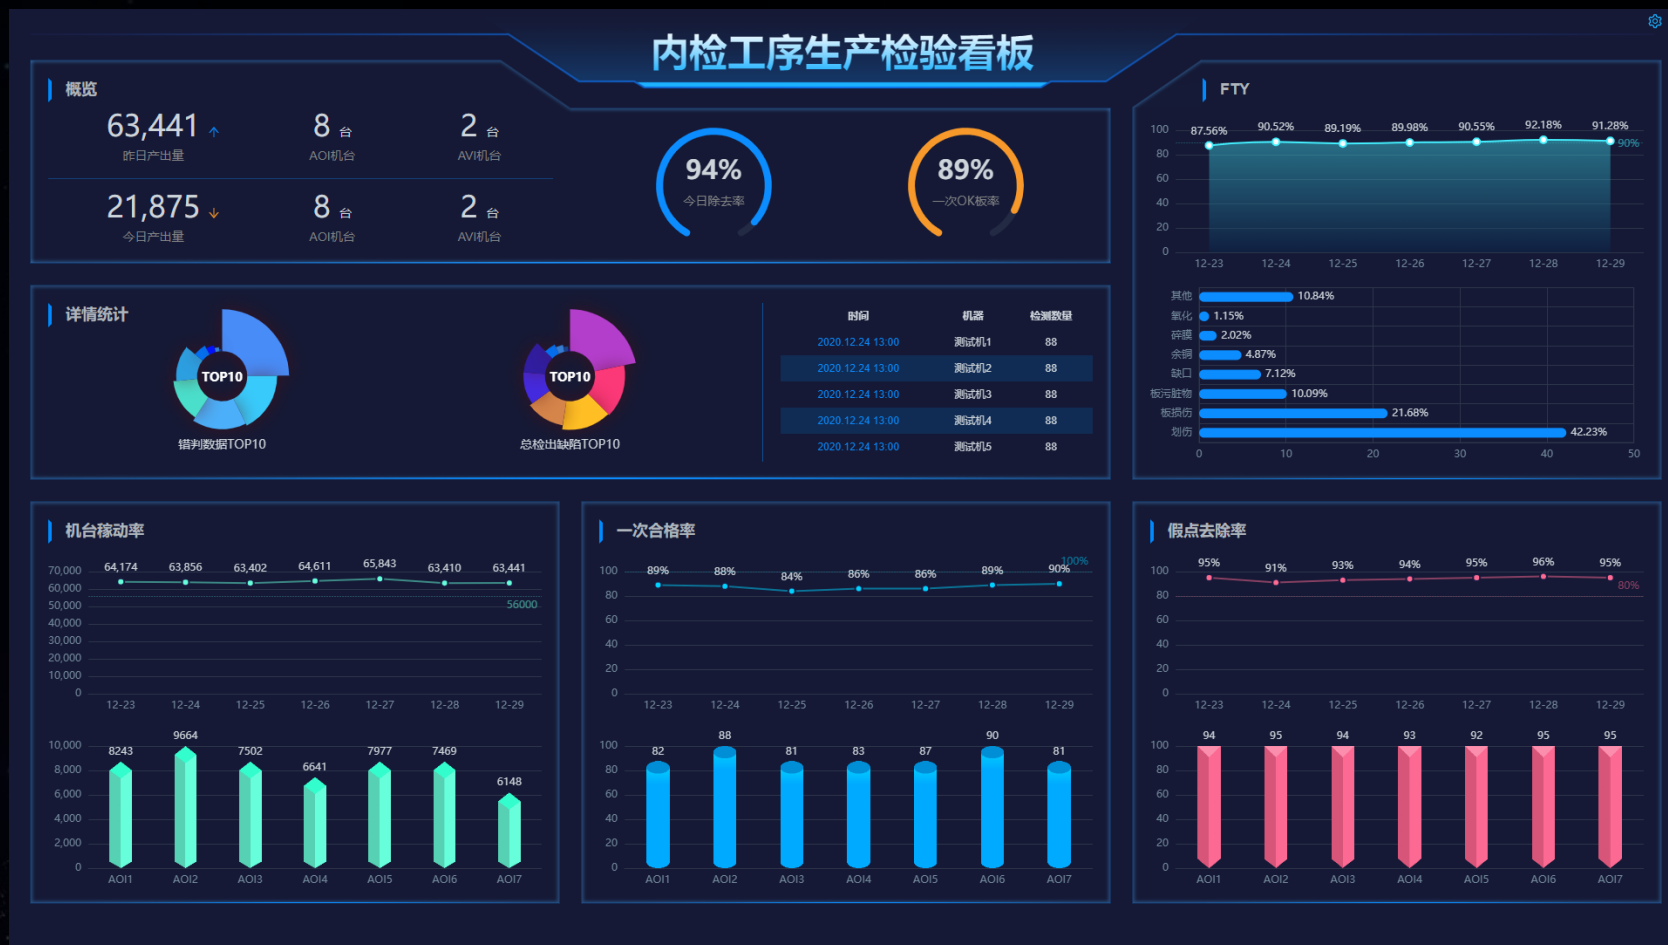 内检工序生产检验看板
概览
63,441
昨日产出量
8 台
AOI机台
2 台
AVI机台
21,875
今日产出量
8 台
AOI机台
2 台
AVI机台
94%
今日除去率
89%
一次OK板率
FTY
100
80
60
40
20
0
87.56%
90.52%
89.19%
89.98%
90.55%
92.18%
91.28%
90%
12-23
12-24
12-25
12-26
12-27
12-28
12-29
其他 10.84%
氧化 1.15%
碎膜 2.02%
余铜 4.87%
缺口 7.12%
板污脏物 10.09%
板损伤 21.68%
划伤 42.23%
0 10 20 30 40 50
详情统计
TOP10
错判数据TOP10
TOP10
总检出缺陷TOP10
时间 机器 检测数量
2020.12.24 13:00 测试机1 88
2020.12.24 13:00 测试机2 88
2020.12.24 13:00 测试机3 88
2020.12.24 13:00 测试机4 88
2020.12.24 13:00 测试机5 88
机台稼动率
70,000
60,000
50,000
40,000
30,000
20,000
10,000
0
64,174
63,856
63,402
64,611
65,843
63,410
63,441
56000
12-23
12-24
12-25
12-26
12-27
12-28
12-29
10,000
8,000
6,000
4,000
2,000
0
8243
9664
7502
6641
7977
7469
6148
AOI1
AOI2
AOI3
AOI4
AOI5
AOI6
AOI7
一次合格率
100
80
60
40
20
0
89%
88%
84%
86%
86%
89%
90%
100%
12-23
12-24
12-25
12-26
12-27
12-28
12-29
100
80
60
40
20
0
82
88
81
83
87
90
81
AOI1
AOI2
AOI3
AOI4
AOI5
AOI6
AOI7
假点去除率
100
80
60
40
20
0
95%
91%
93%
94%
95%
96%
95%
80%
12-23
12-24
12-25
12-26
12-27
12-28
12-29
100
80
60
40
20
0
94
95
94
93
92
95
95
AOI1
AOI2
AOI3
AOI4
AOI5
AOI6
AOI7